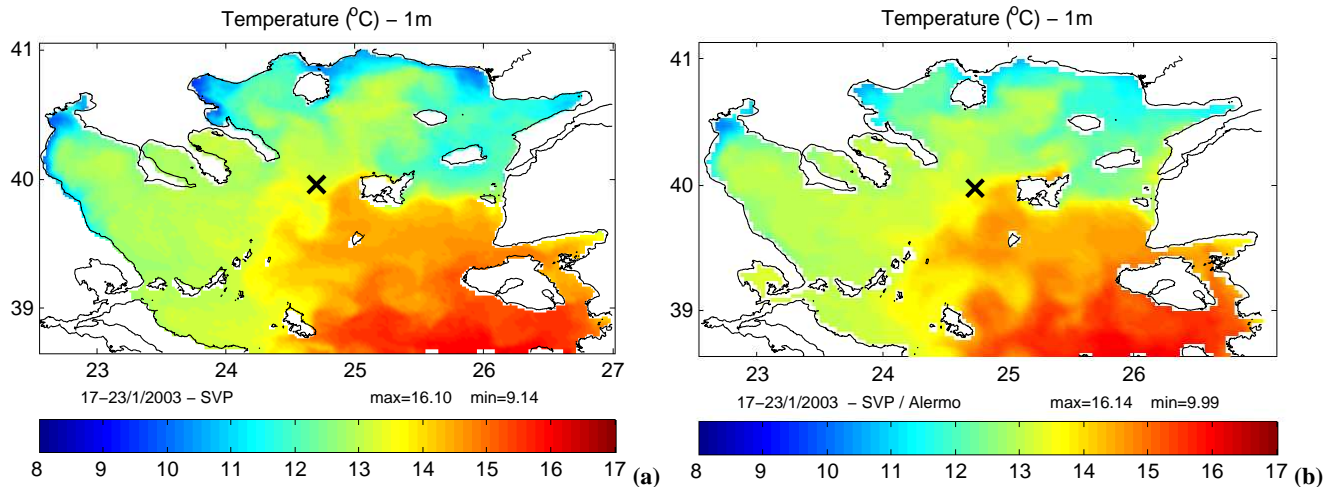 Temperature (°C) – 1m
41
40
39
23 24 25 26 27
17–23/1/2003 – SVP max=16.10 min=9.14
8 9 10 11 12 13 14 15 16 17
(a)
Temperature (°C) – 1m
41
40
39
23 24 25 26
17–23/1/2003 – SVP / Alermo max=16.14 min=9.99
8 9 10 11 12 13 14 15 16 17
(b)